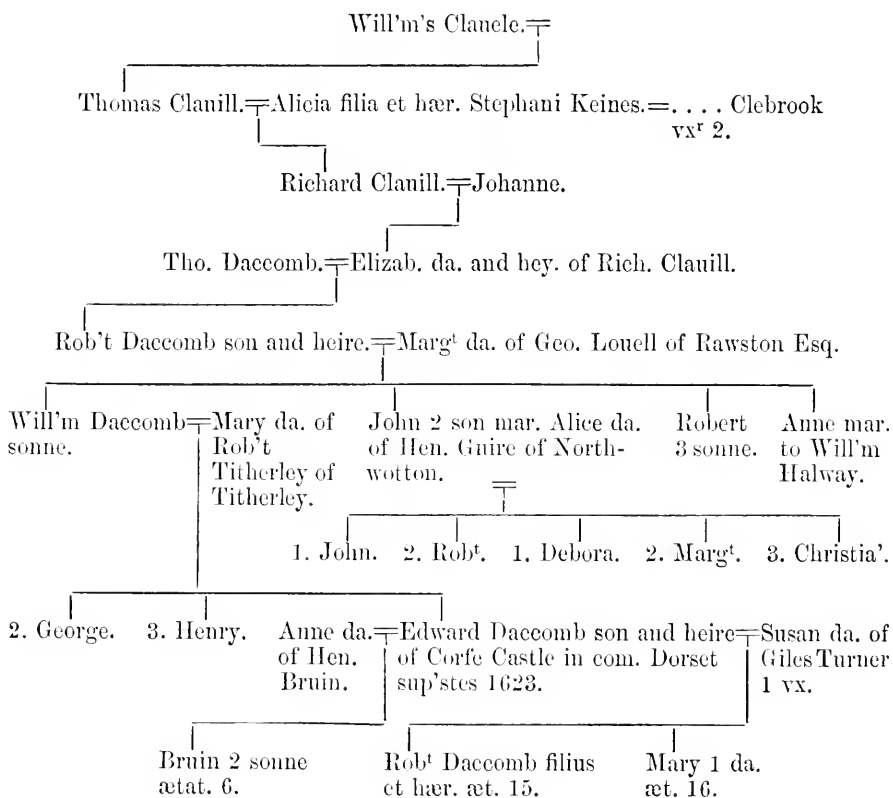 Will'm's Clauele.
Thomas Clauill. Alicia filia et hær. Stephani Keines.=.... Clebrook
vxʳ 2.
Richard Clauill. Johanne.
Tho. Daccomb. Elizab. da. and hey. of Rich. Clauill.
Rob't Daccomb son and heire. Margᵗ da. of Geo. Louell of Rawston Esq.
Will'm Daccomb
sonne.
Mary da. of
Rob't
Titherley of
Titherley.
John 2 son mar. Alice da.
of Hen. Guire of North-
wotton.
Robert
3 sonne.
Anne mar.
to Will'm
Halway.
1. John. 2. Robᵗ. 1. Debora. 2. Margᵗ. 3. Christia'.
2. George. 3. Henry.
Anne da.
of Hen.
Bruin.
Edward Daccomb son and heire
of Corfe Castle in com. Dorset
sup'stes 1623.
Susan da. of
Giles Turner
1 vx.
Bruin 2 sonne
ætat. 6.
Robᵗ Daccomb filius
et hær. æt. 15.
Mary 1 da.
æt. 16.